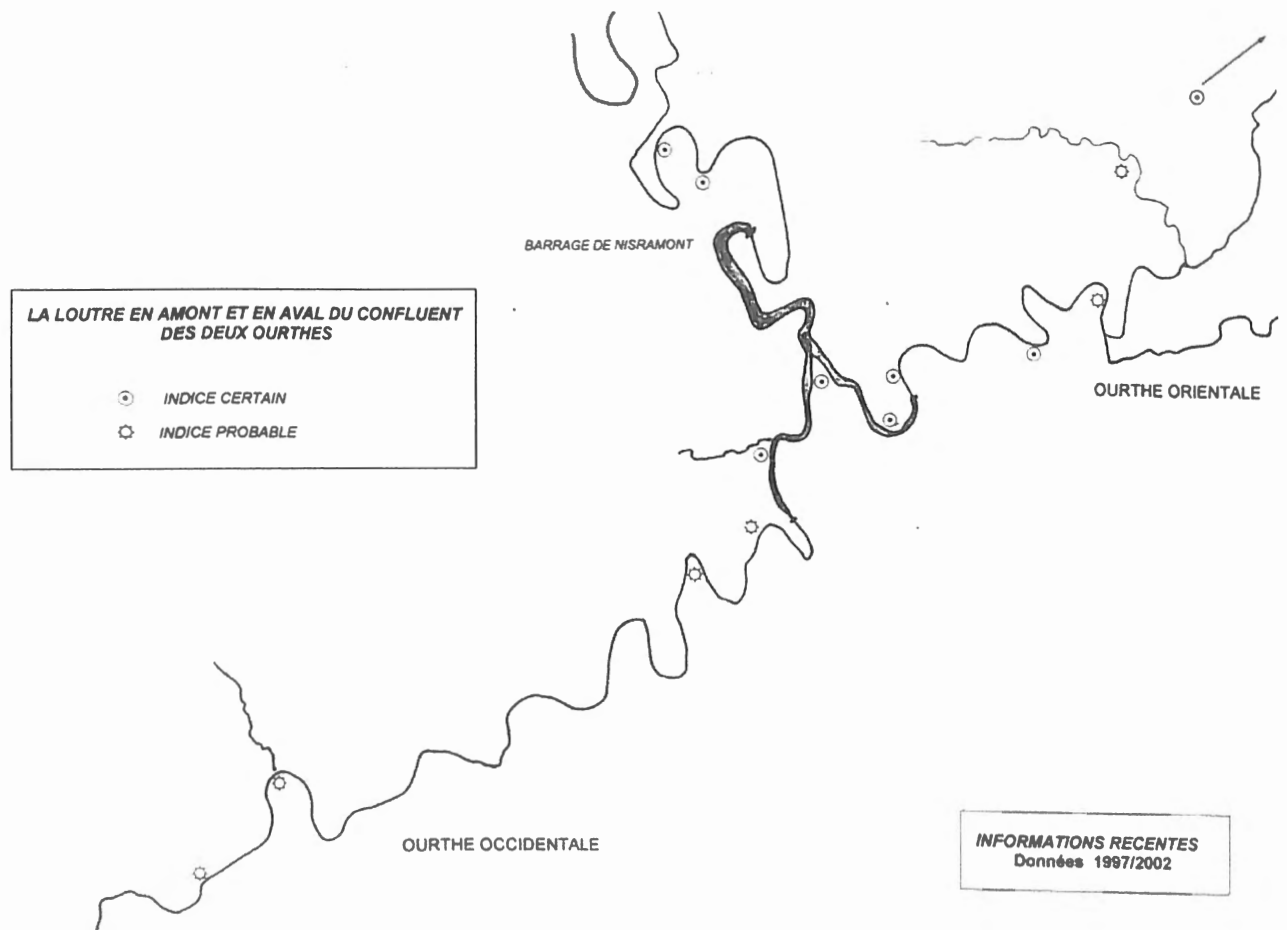 BARRAGE DE NISRAMONT
LA LOUTRE EN AMONT ET EN AVAL DU CONFLUENT
DES DEUX OURTHES
INDICE CERTAIN
INDICE PROBABLE
OURTHE ORIENTALE
OURTHE OCCIDENTALE
INFORMATIONS RECENTES
Données 1997/2002